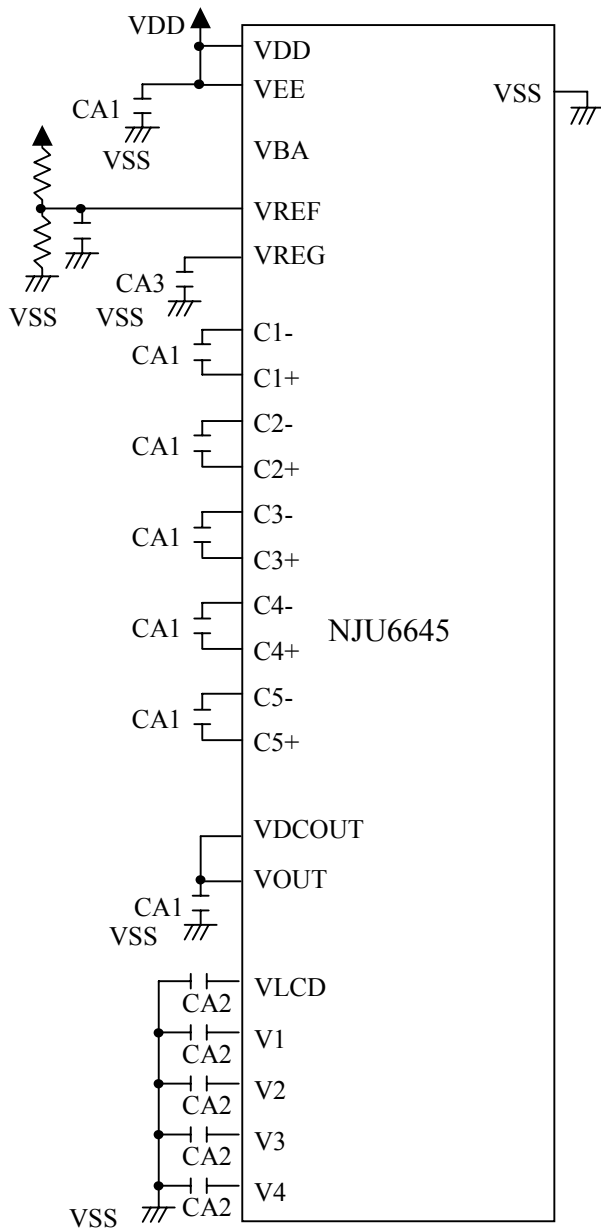 VDD
VDD
VEE
VSS
CA1
VSS
VBA
VREF
VREG
CA3
VSS
VSS
C1-
CA1
C1+
C2-
CA1
C2+
C3-
CA1
C3+
C4-
CA1
NJU6645
C4+
C5-
CA1
C5+
VDCOUT
VOUT
CA1
VSS
VLCD
CA2
V1
CA2
V2
CA2
V3
CA2
V4
CA2
VSS